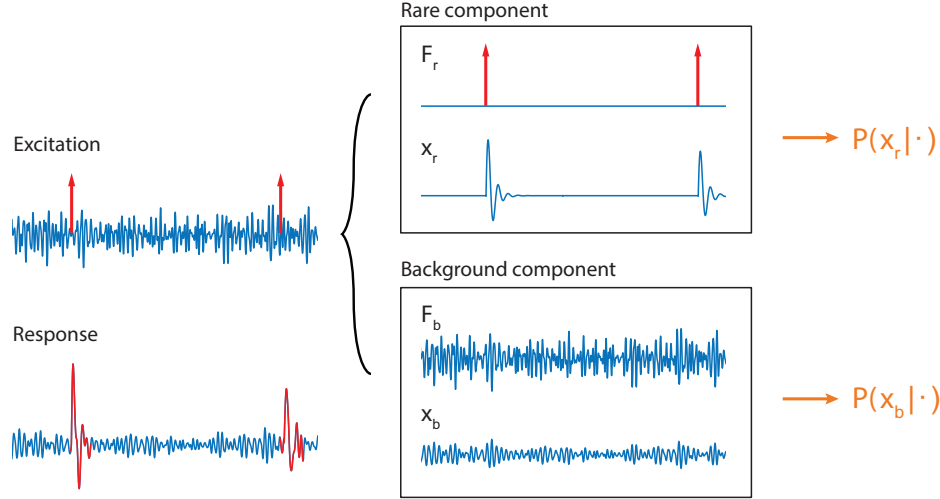 Excitation
Response
Rare component
F_r
x_r
P(x_r|·)
Background component
F_b
x_b
P(x_b|·)